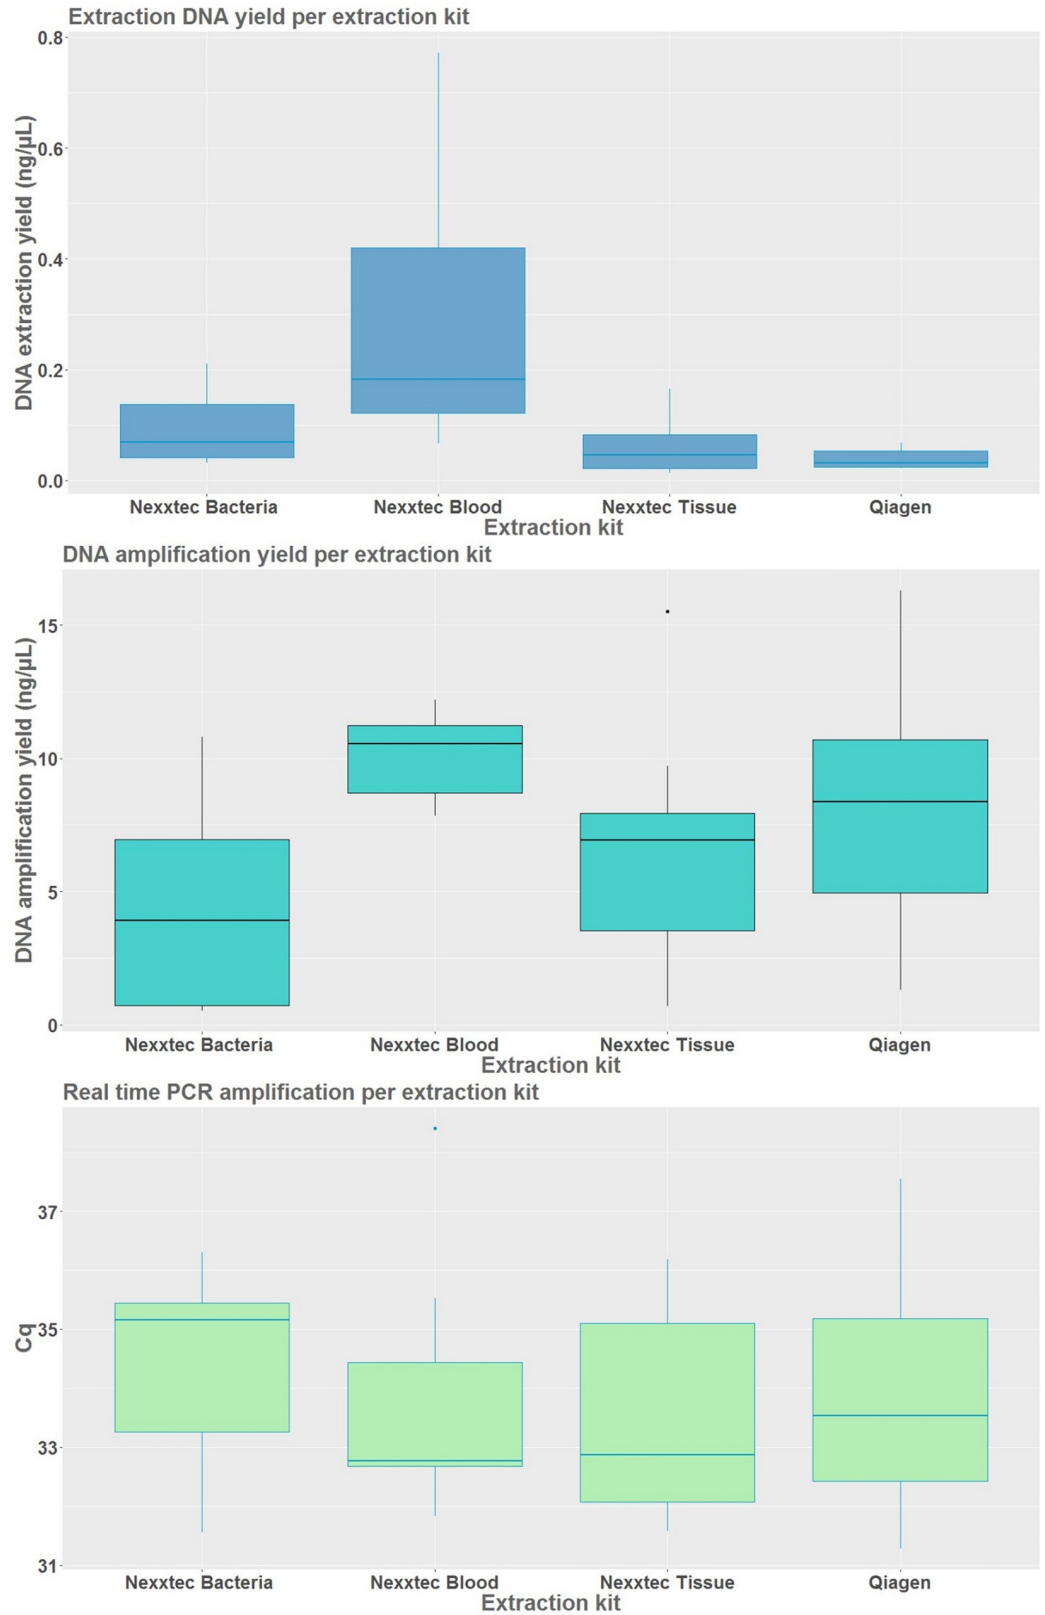 Extraction DNA yield per extraction kit
DNA extraction yield (ng/µL)
0.8
0.6
0.4
0.2
0.0
Nexxtec Bacteria Nexxtec Blood Nexxtec Tissue Qiagen
Extraction kit
DNA amplification yield per extraction kit
DNA amplification yield (ng/µL)
15
10
5
0
Nexxtec Bacteria Nexxtec Blood Nexxtec Tissue Qiagen
Extraction kit
Real time PCR amplification per extraction kit
Cq
37
35
33
31
Nexxtec Bacteria Nexxtec Blood Nexxtec Tissue Qiagen
Extraction kit